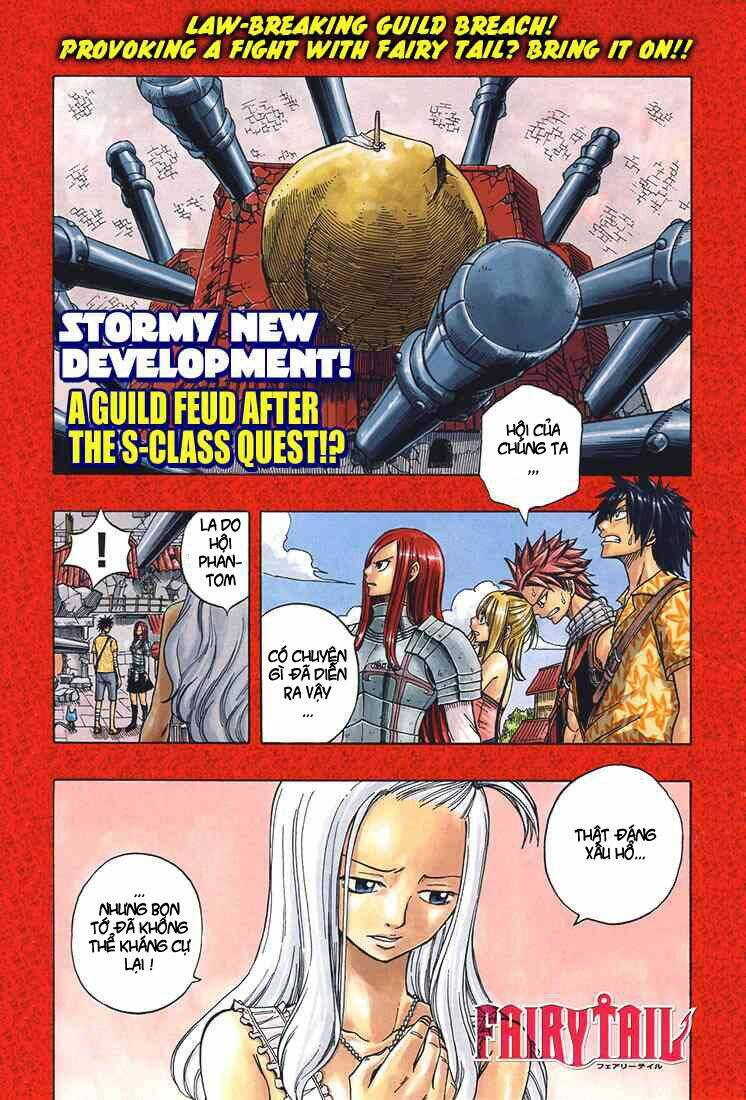 LAW-BREAKING GUILD BREACH!
PROVOKING A FIGHT WITH FAIRY TAIL? BRING IT ON!!
STORMY NEW
DEVELOPMENT!
A GUILD FEUD AFTER
THE S-CLASS QUEST!?
HỘI CỦA
CHÚNG TA
,,,
!
LA DO
HỘI
PHAN-
TOM
CÓ CHUYỆN
GÌ ĐÃ DIỄN
RA VẬY
...
THẬT ĐÁNG
XẤU HỔ...
...
NHƯNG BỌN
TỚ ĐÃ KHÔNG
THỂ KHÁNG CỰ
LẠI !
FAIRY TAIL
フェアリーテイル